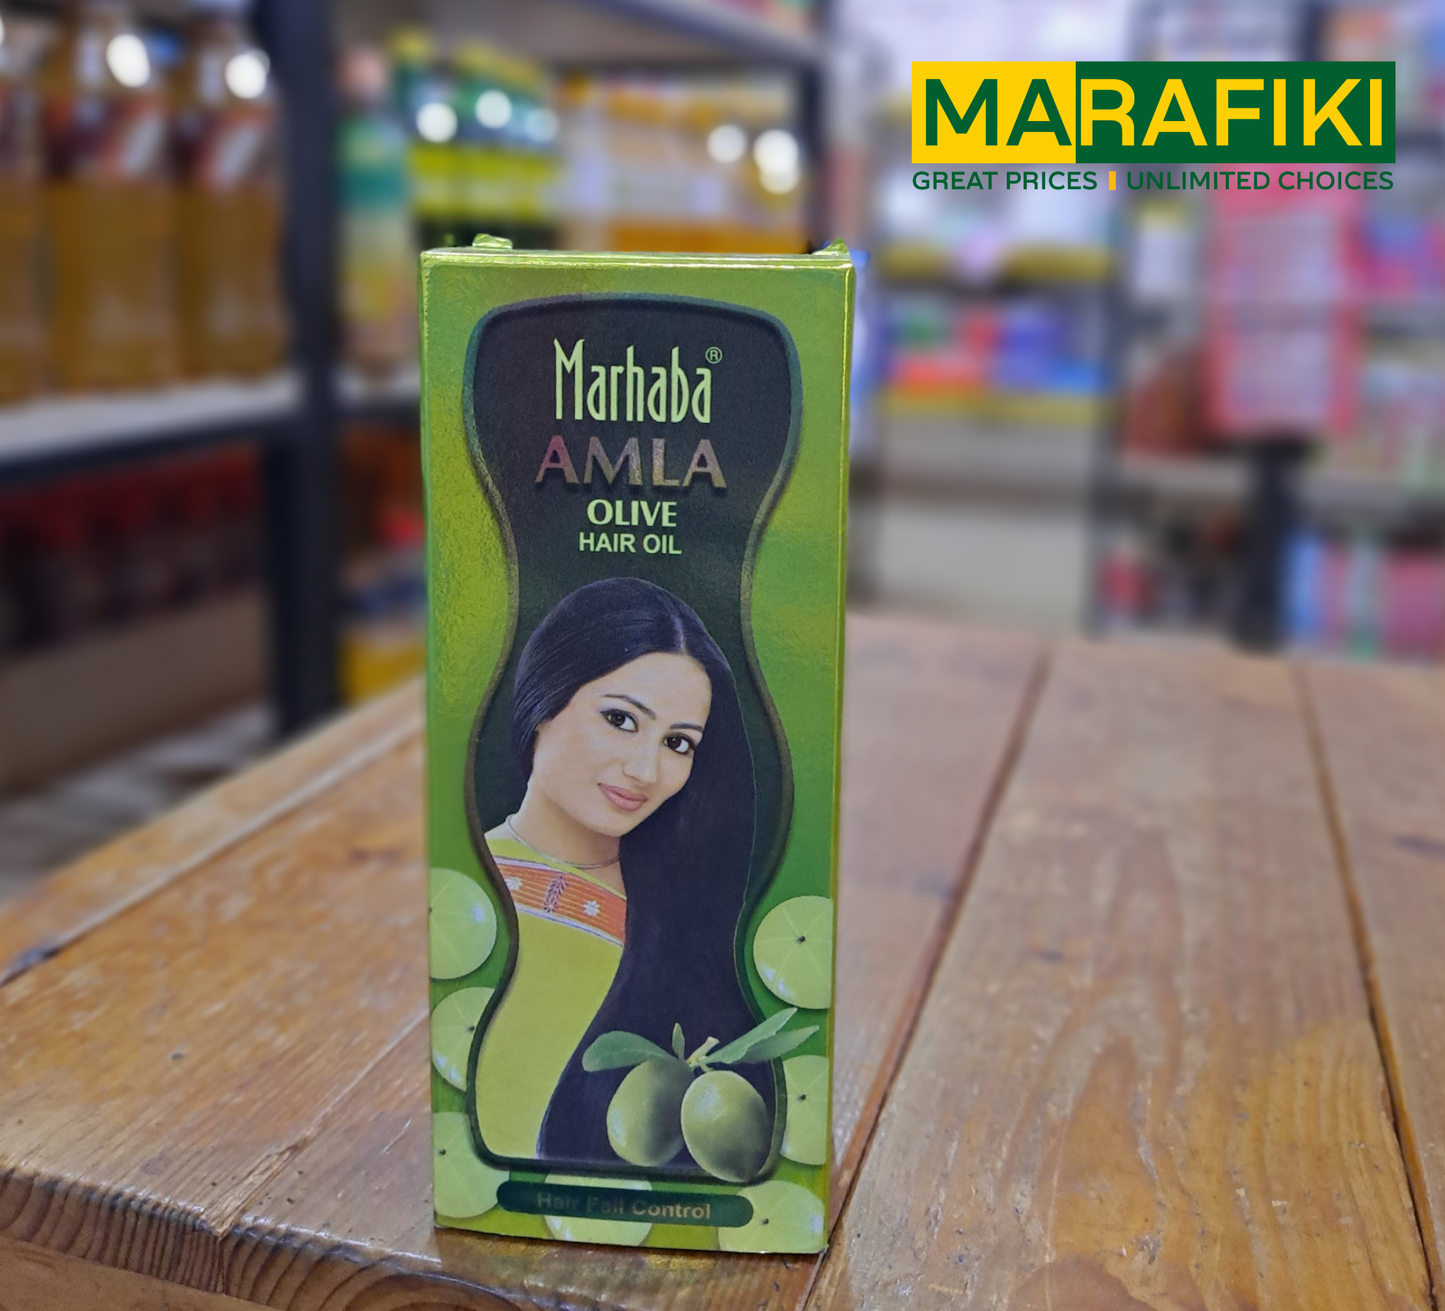 MARAFIKI
GREAT PRICES | UNLIMITED CHOICES
Marhaba®
AMLA
OLIVE
HAIR OIL
Hair Fall Control